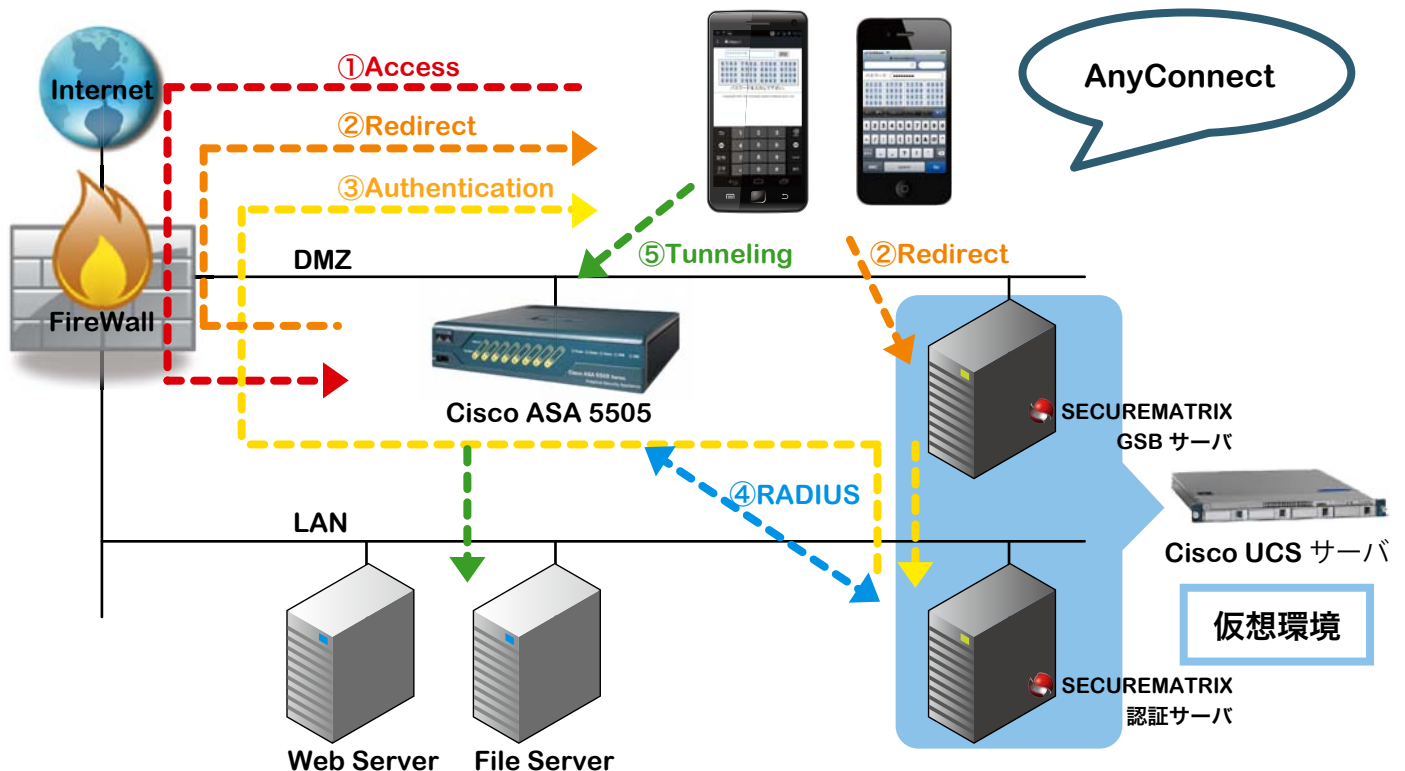 Internet
①Access
②Redirect
③Authentication
AnyConnect
DMZ
⑤Tunneling
②Redirect
FireWall
Cisco ASA 5505
SECUREMATRIX
GSB サーバ
④RADIUS
LAN
Cisco UCS サーバ
仮想環境
SECUREMATRIX
認証サーバ
Web Server
File Server